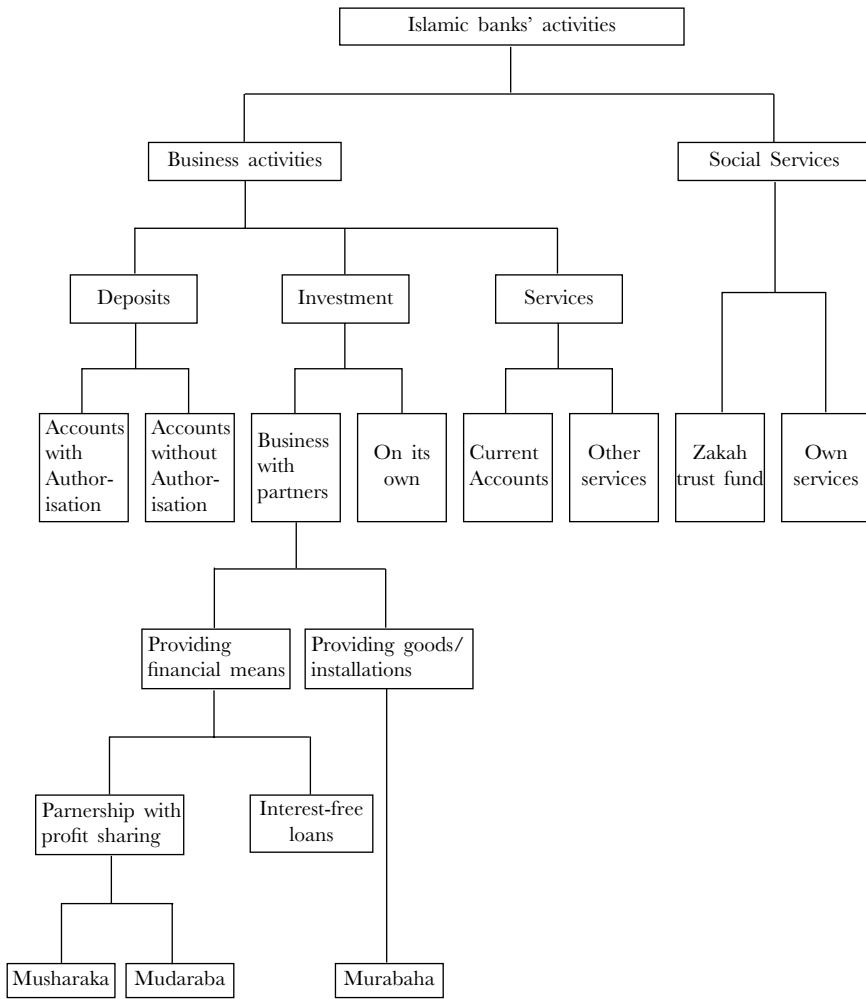 Islamic banks’ activities
Business activities
Social Services
Deposits
Investment
Services
Accounts
with
Author-
isation
Accounts
without
Author-
isation
Business
with
partners
On its
own
Current
Accounts
Other
services
Zakah
trust fund
Own
services
Providing
financial means
Providing goods/
installations
Parnership with
profit sharing
Interest-free
loans
Musharaka
Mudaraba
Murabaha